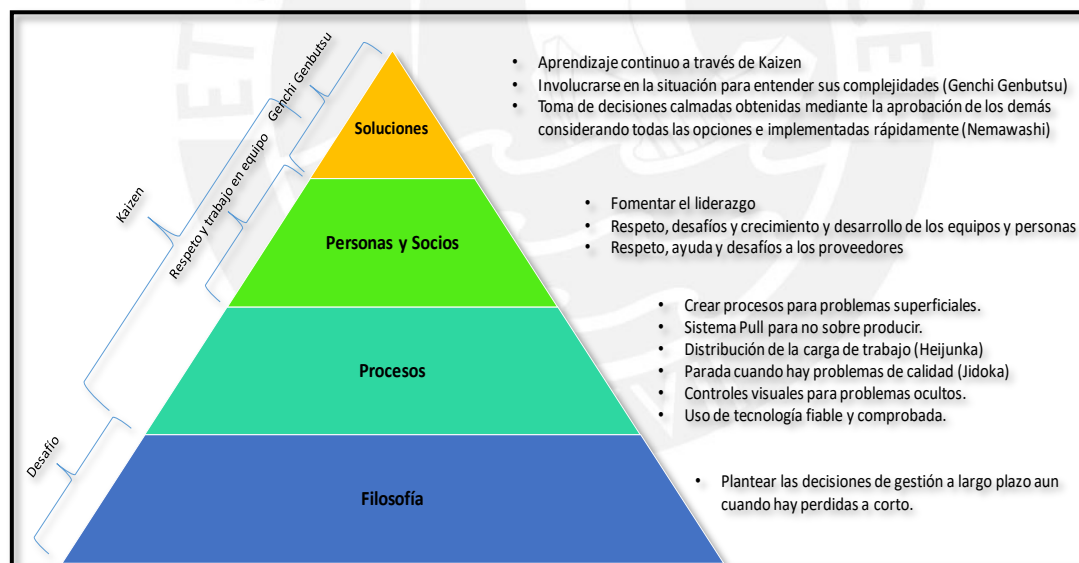 Genchi Genbutsu
Respeto y trabajo en equipo
Kaizen
Desafío
Soluciones
• Aprendizaje continuo a través de Kaizen
• Involucrarse en la situación para entender sus complejidades (Genchi Genbutsu)
• Toma de decisiones calmadas obtenidas mediante la aprobación de los demás
considerando todas las opciones e implementadas rápidamente (Nemawashi)
Personas y Socios
• Fomentar el liderazgo
• Respeto, desafíos y crecimiento y desarrollo de los equipos y personas
• Respeto, ayuda y desafíos a los proveedores
Procesos
• Crear procesos para problemas superficiales.
• Sistema Pull para no sobre producir.
• Distribución de la carga de trabajo (Heijunka)
• Parada cuando hay problemas de calidad (Jidoka)
• Controles visuales para problemas ocultos.
• Uso de tecnología fiable y comprobada.
Filosofía
• Plantear las decisiones de gestión a largo plazo aun
cuando hay perdidas a corto.